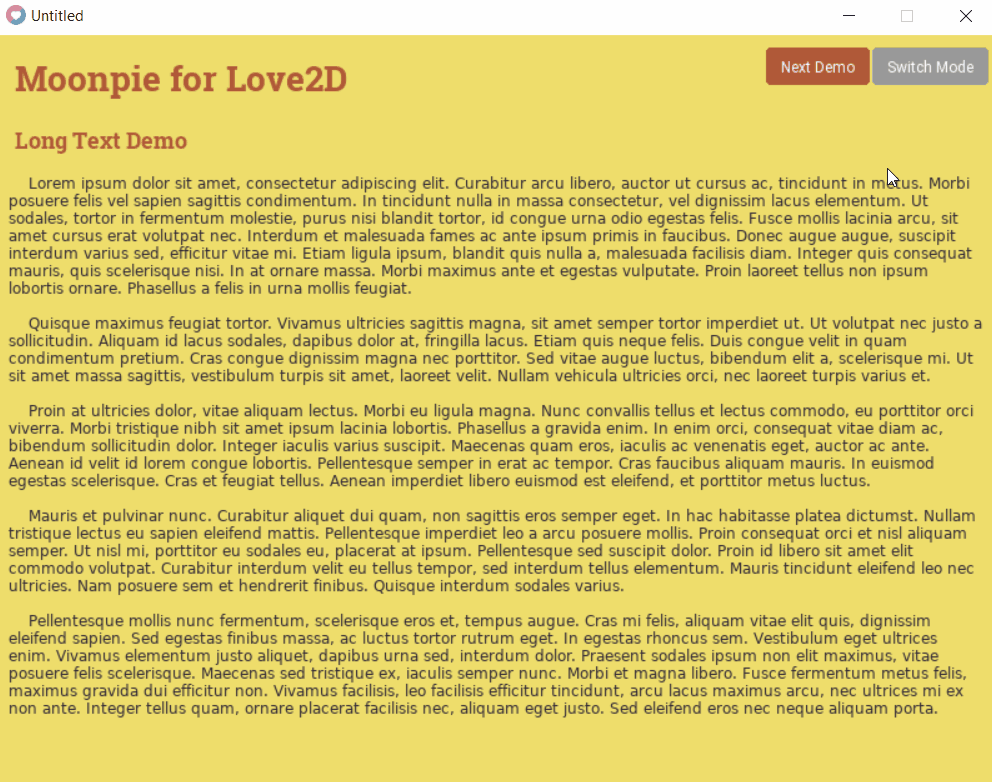 Untitled
Moonpie for Love2D
Next Demo
Switch Mode
Long Text Demo
Lorem ipsum dolor sit amet, consectetur adipiscing elit. Curabitur arcu libero, auctor ut cursus ac, tincidunt in metus. Morbi
posuere felis vel sapien sagittis condimentum. In tincidunt nulla in massa consectetur, vel dignissim lacus elementum. Ut
sodales, tortor in fermentum molestie, purus nisi blandit tortor, id congue urna odio egestas felis. Fusce mollis lacinia arcu, sit
amet cursus erat volutpat nec. Interdum et malesuada fames ac ante ipsum primis in faucibus. Donec augue augue, suscipit
interdum varius sed, efficitur vitae mi. Etiam ligula ipsum, blandit quis nulla a, malesuada facilisis diam. Integer quis consequat
mauris, quis scelerisque nisi. In at ornare massa. Morbi maximus ante et egestas vulputate. Proin laoreet tellus non ipsum
lobortis ornare. Phasellus a felis in urna mollis feugiat.
Quisque maximus feugiat tortor. Vivamus ultricies sagittis magna, sit amet semper tortor imperdiet ut. Ut volutpat nec justo a
sollicitudin. Aliquam id lacus sodales, dapibus dolor at, fringilla lacus. Etiam quis neque felis. Duis congue velit in quam
condimentum pretium. Cras congue dignissim magna nec porttitor. Sed vitae augue luctus, bibendum elit a, scelerisque mi. Ut
sit amet massa sagittis, vestibulum turpis sit amet, laoreet velit. Nullam vehicula ultricies orci, nec laoreet turpis varius et.
Proin at ultricies dolor, vitae aliquam lectus. Morbi eu ligula magna. Nunc convallis tellus et lectus commodo, eu porttitor orci
viverra. Morbi tristique nibh sit amet ipsum lacinia lobortis. Phasellus a gravida enim. In enim orci, consequat vitae diam ac,
bibendum sollicitudin dolor. Integer iaculis varius suscipit. Maecenas quam eros, iaculis ac venenatis eget, auctor ac ante.
Aenean id velit id lorem congue lobortis. Pellentesque semper in erat ac tempor. Cras faucibus aliquam mauris. In euismod
egestas scelerisque. Cras et feugiat tellus. Aenean imperdiet libero euismod est eleifend, et porttitor metus luctus.
Mauris et pulvinar nunc. Curabitur aliquet dui quam, non sagittis eros semper eget. In hac habitasse platea dictumst. Nullam
tristique lectus eu sapien eleifend mattis. Pellentesque imperdiet leo a arcu posuere mollis. Proin consequat orci et nisl aliquam
semper. Ut nisl mi, porttitor eu sodales eu, placerat at ipsum. Pellentesque sed suscipit dolor. Proin id libero sit amet elit
commodo volutpat. Curabitur interdum velit eu tellus tempor, sed interdum tellus elementum. Mauris tincidunt eleifend leo nec
ultricies. Nam posuere sem et hendrerit finibus. Quisque interdum sodales varius.
Pellentesque mollis nunc fermentum, scelerisque eros et, tempus augue. Cras mi felis, aliquam vitae elit quis, dignissim
eleifend sapien. Sed egestas finibus massa, ac luctus tortor rutrum eget. In egestas rhoncus sem. Vestibulum eget ultrices
enim. Vivamus elementum justo aliquet, dapibus urna sed, interdum dolor. Praesent sodales ipsum non elit maximus, vitae
posuere felis scelerisque. Maecenas sed tristique ex, iaculis semper nunc. Morbi et magna libero. Fusce fermentum metus felis,
maximus gravida dui efficitur non. Vivamus facilisis, leo facilisis efficitur tincidunt, arcu lacus maximus arcu, nec ultrices mi ex
non ante. Integer tellus quam, ornare placerat facilisis nec, aliquam eget justo. Sed eleifend eros nec neque aliquam porta.